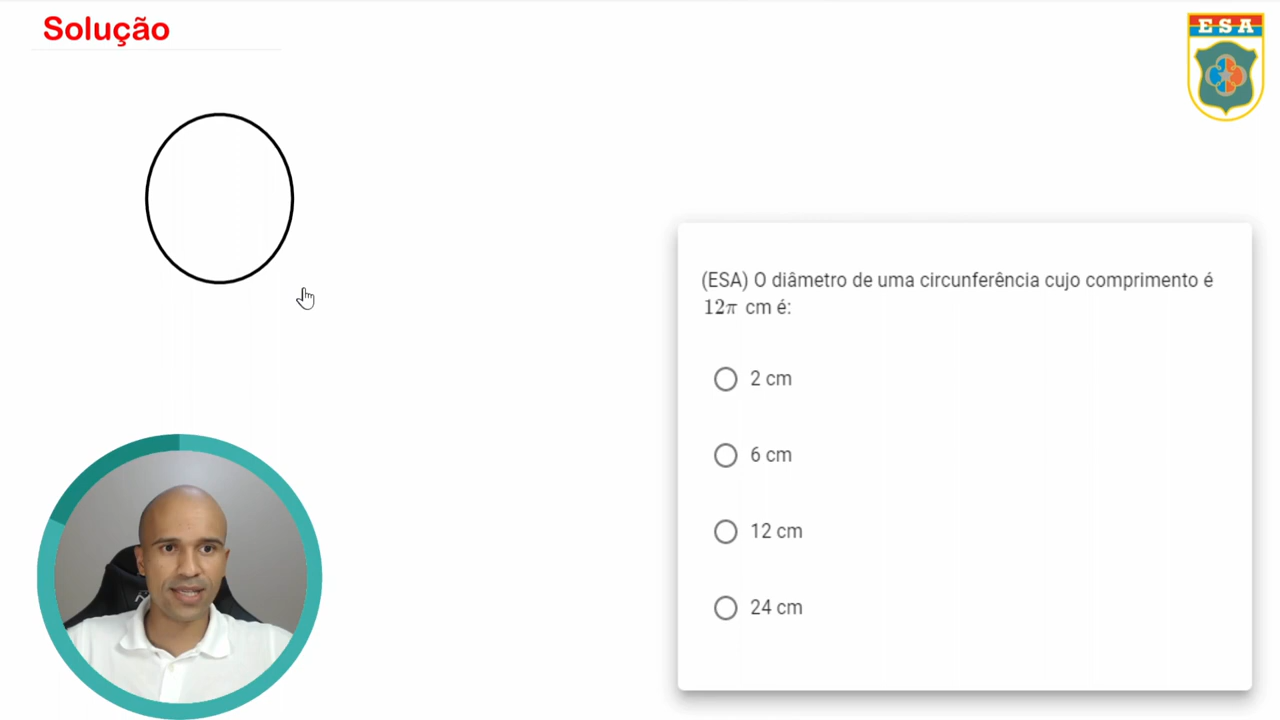 Solução
ESA
(ESA) O diâmetro de uma circunferência cujo comprimento é
12π cm é:
2 cm
6 cm
12 cm
24 cm